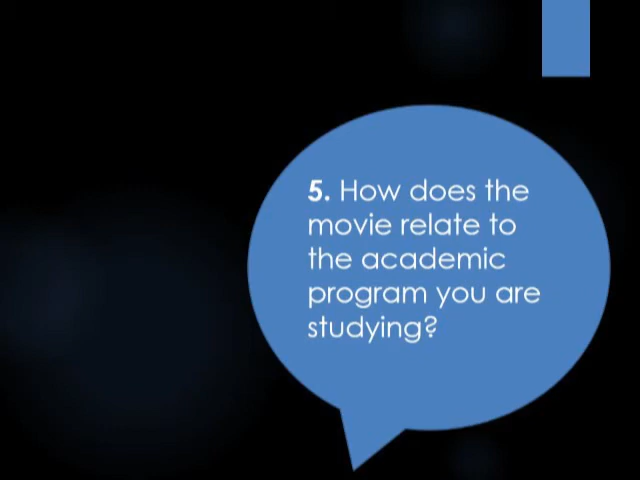 5. How does the
movie relate to
the academic
program you are
studying?